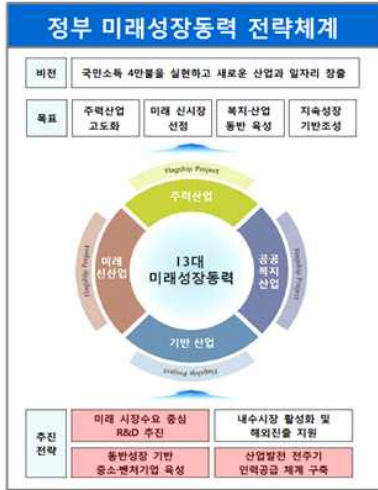 정부 미래성장동력 전략체계
비전
국민소득 4만불을 실현하고 새로운 산업과 일자리 창출
목표
주력산업
고도화
미래 신시장
선점
복지·산업
동반 육성
지속성장
기반조성
Flagship Project
주력산업
Flagship Project
미래
신산업
13대
미래성장동력
공공
복지
산업
Flagship Project
기반 산업
Flagship Project
추진
전략
미래 시장수요 중심
R&D 추진
내수시장 활성화 및
해외진출 지원
동반성장 기반
중소·벤처기업 육성
산업발전 전주기
인력공급 체계 구축